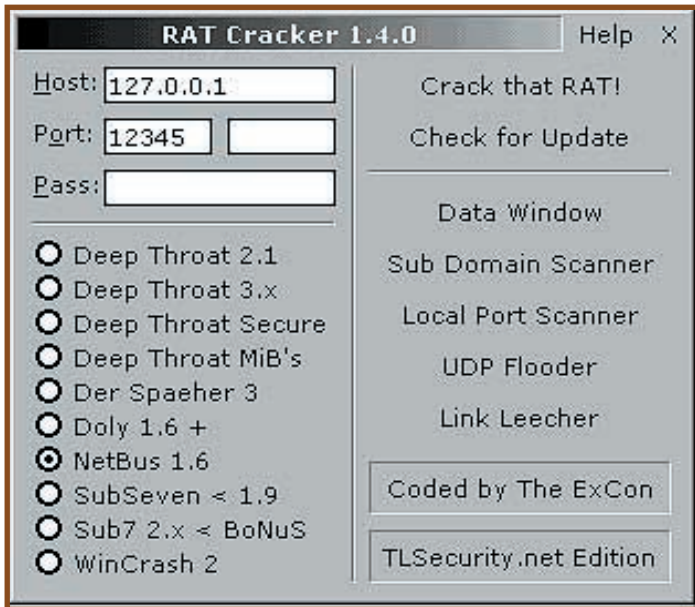 RAT Cracker 1.4.0
Help X
Host: 127.0.0.1
Port: 12345
Pass:
Deep Throat 2.1
Deep Throat 3.x
Deep Throat Secure
Deep Throat MiB's
Der Spaeher 3
Doly 1.6 +
NetBus 1.6
SubSeven < 1.9
Sub7 2.x < BoNuS
WinCrash 2
Crack that RAT!
Check for Update
Data Window
Sub Domain Scanner
Local Port Scanner
UDP Flooder
Link Leecher
Coded by The ExCon
TLSecurity.net Edition